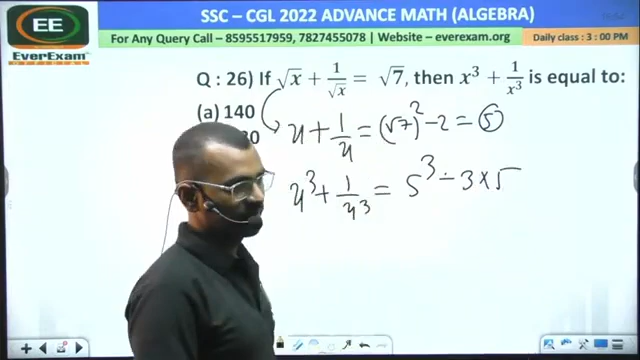 SSC – CGL 2022 ADVANCE MATH (ALGEBRA)
EE
EVEREXAM
OFFICIAL
For Any Query Call – 8595517959, 7827455078 | Website – everexam.org
Daily class : 3 : 00 PM
Q : 26) If √x + 1/√x = √7, then x³ + 1/x³ is equal to:
(a) 140
x + 1/x = (√7)² - 2 = 5
x³ + 1/x³ = 5³ - 3 × 5